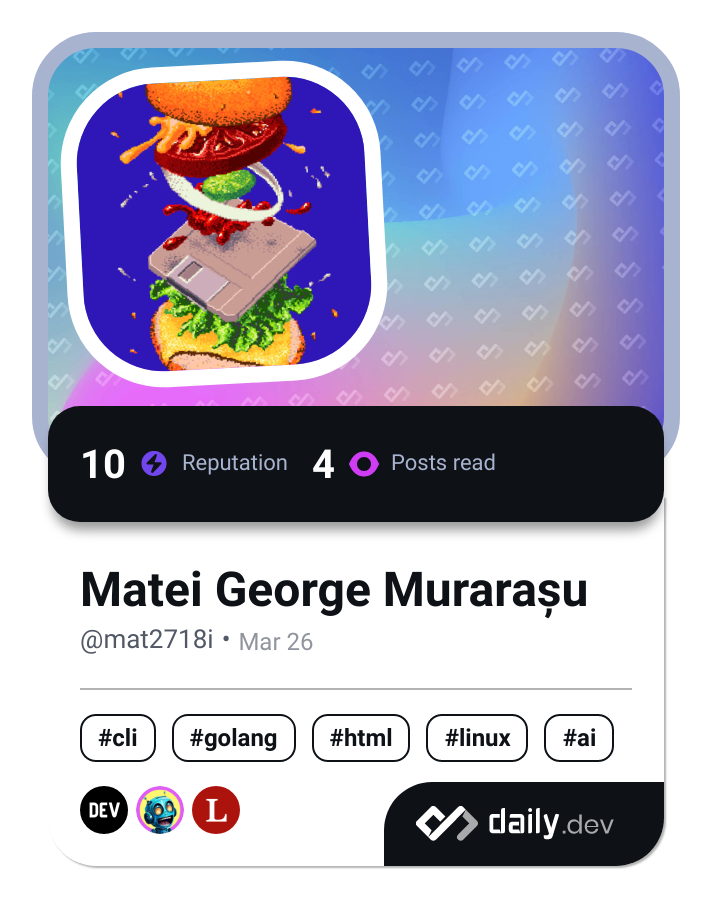 10 Reputation 4 Posts read
Matei George Murarașu
@mat2718i • Mar 26
#cli #golang #html #linux #ai
DEV L
daily.dev